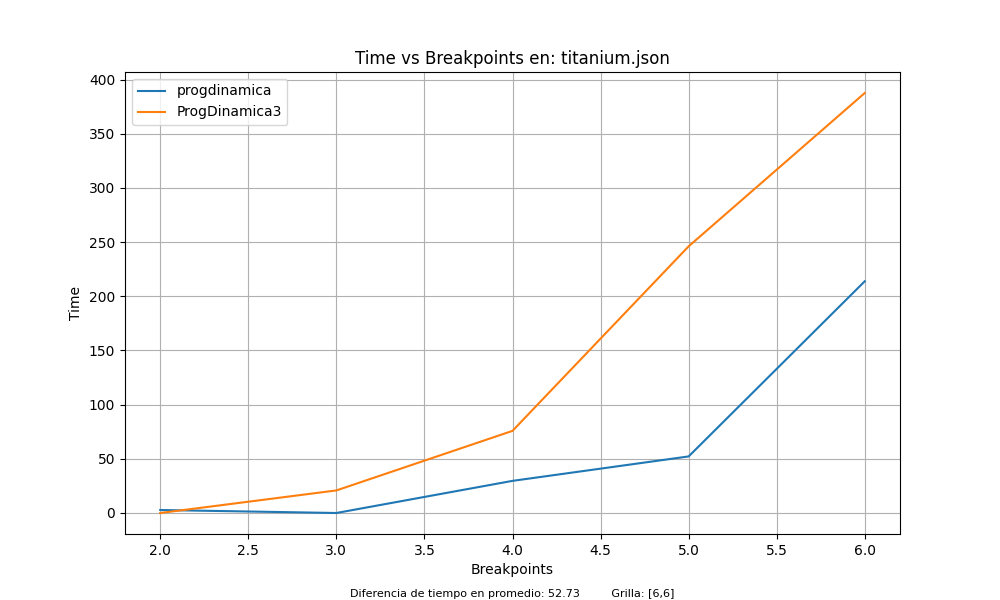 Time vs Breakpoints en: titanium.json
progdinamica
ProgDinamica3
400
350
300
250
200
150
100
50
0
Time
2.0 2.5 3.0 3.5 4.0 4.5 5.0 5.5 6.0
Breakpoints
Diferencia de tiempo en promedio: 52.73 Grilla: [6,6]